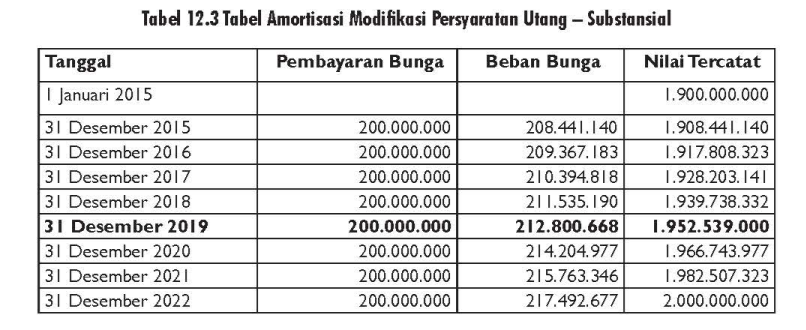 Tabel 12.3 Tabel Amortisasi Modifikasi Persyaratan Utang – Substansial
Tanggal Pembayaran Bunga Beban Bunga Nilai Tercatat
1 Januari 2015 1.900.000.000
31 Desember 2015 200.000.000 208.441.140 1.908.441.140
31 Desember 2016 200.000.000 209.367.183 1.917.808.323
31 Desember 2017 200.000.000 210.394.818 1.928.203.141
31 Desember 2018 200.000.000 211.535.190 1.939.738.332
31 Desember 2019 200.000.000 212.800.668 1.952.539.000
31 Desember 2020 200.000.000 214.204.977 1.966.743.977
31 Desember 2021 200.000.000 215.763.346 1.982.507.323
31 Desember 2022 200.000.000 217.492.677 2.000.000.000